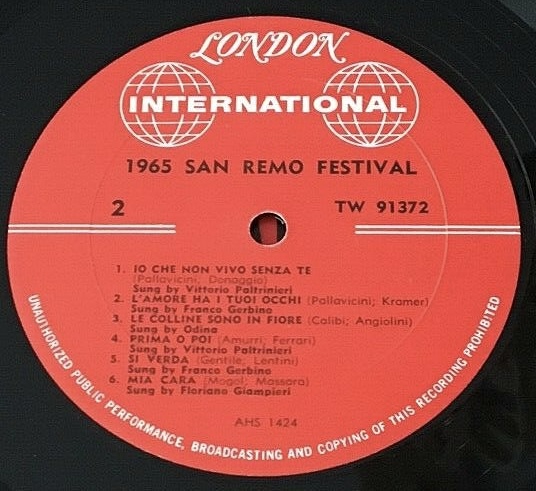 LONDON
INTERNATIONAL
1965 SAN REMO FESTIVAL
2
TW 91372
1. IO CHE NON VIVO SENZA TE
(Pallavicini, Donaggio)
Sung by Vittorio Paltrinieri
2. L'AMORE HA I TUOI OCCHI (Pallavicini; Kramer)
Sung by Franco Gerbino
3. LE COLLINE SONO IN FIORE (Calibi; Angiolini)
Sung by Odina
4. PRIMA O POI (Amurri, Ferrari)
Sung by Vittorio Paltrinieri
5. SI VERDA (Gentile, Lentini)
Sung by Franco Gerbino
6. MIA CARA (Mogol; Massara)
Sung by Floriano Giampieri
AHS 1424
UNAUTHORIZED PUBLIC PERFORMANCE, BROADCASTING AND COPYING OF THIS RECORDING PROHIBITED